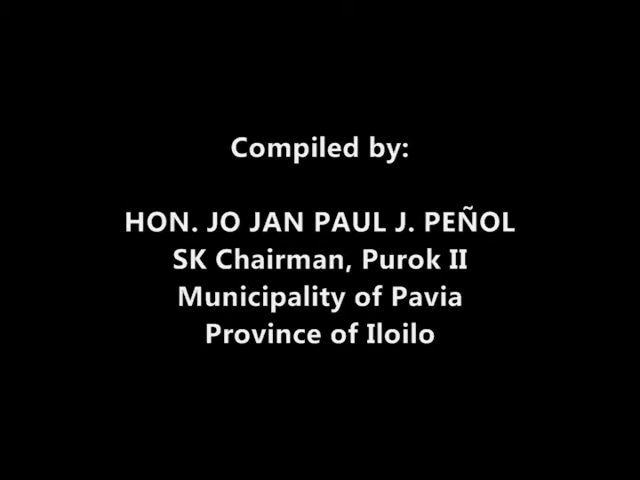 Compiled by:
HON. JO JAN PAUL J. PEÑOL
SK Chairman, Purok II
Municipality of Pavia
Province of Iloilo